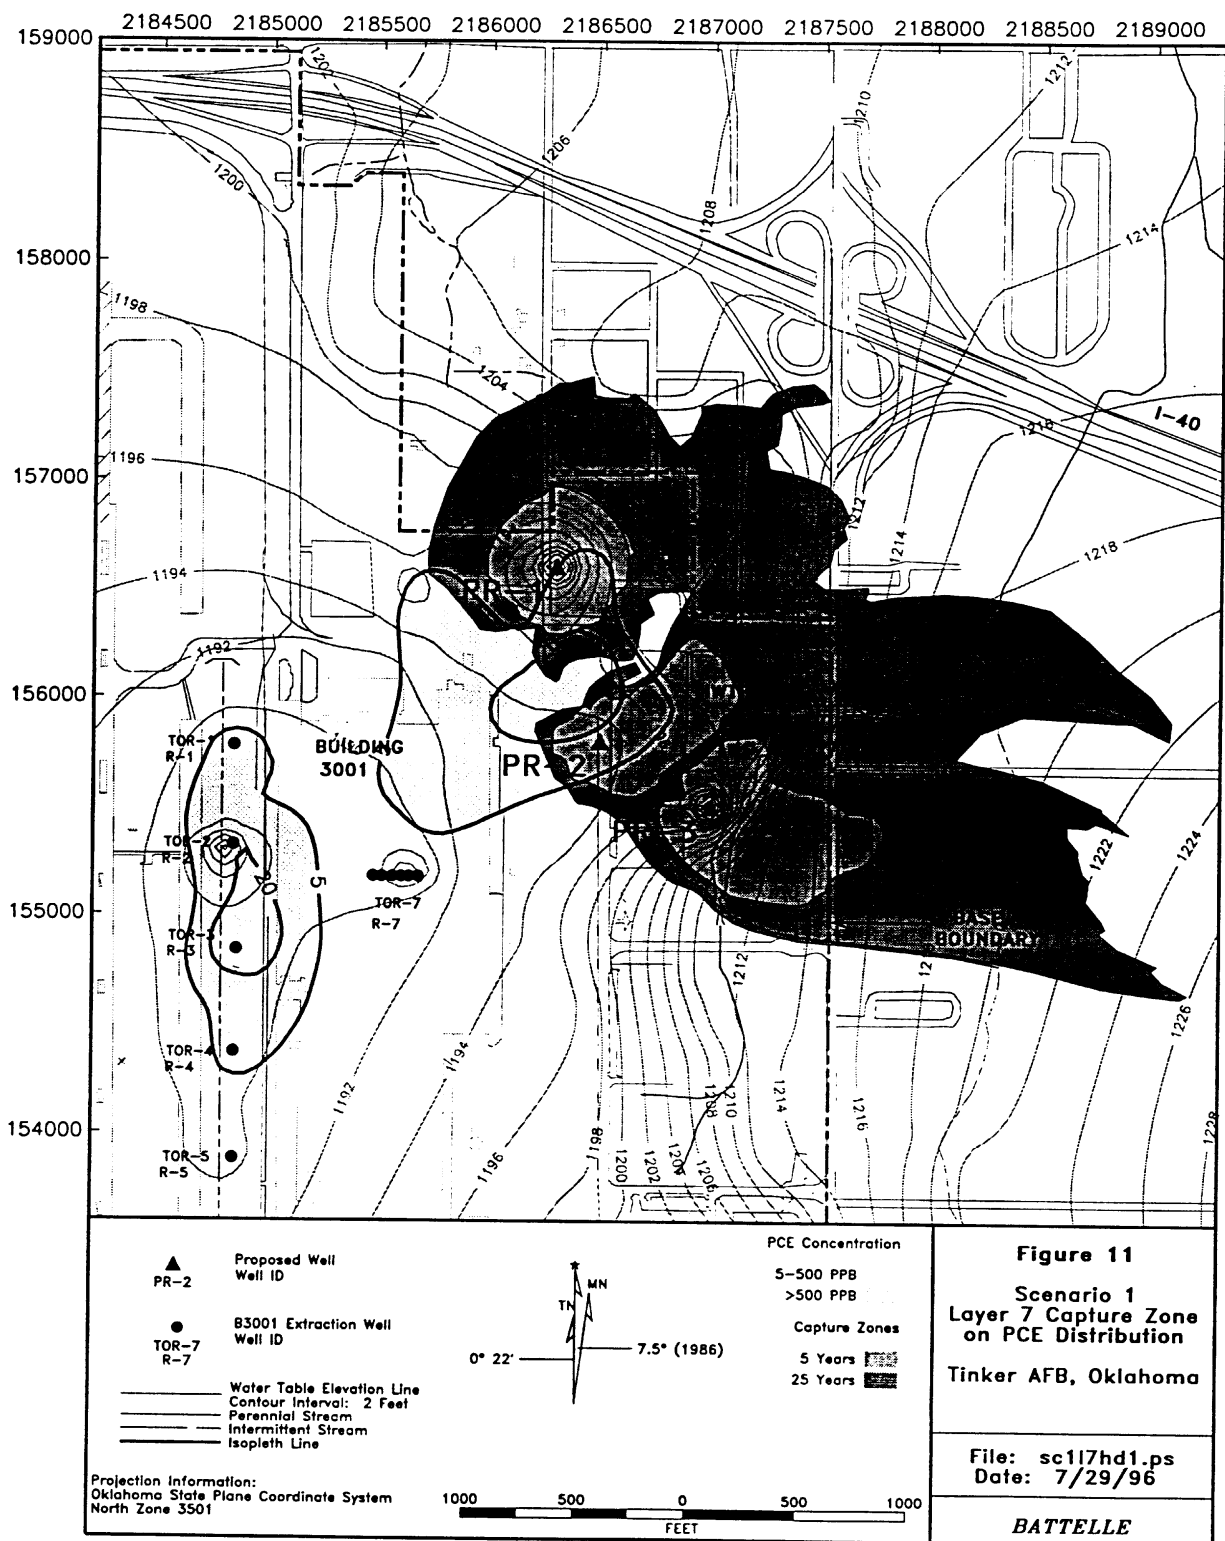 2184500 2185000 2185500 2186000 2186500 2187000 2187500 2188000 2188500 2189000
159000
158000
157000
156000
155000
154000
1200
1206
1208
1210
1212
1214
1198
1204
1216
I-40
1196
1212
1214
1218
1194
1192
PR-1
PR-2
BUILDING
3001
TOR-1
R-1
TOR-2
R-2
20
5
TOR-7
R-7
TOR-3
R-3
TOR-4
R-4
TOR-5
R-5
BASE
BOUNDARY
1222
1224
1226
1228
1212
1194
1192
1196
1198
1200
1202
1204
1206
1208
1210
1214
1216
PR-2
Proposed Well
Well ID
TOR-7
R-7
B3001 Extraction Well
Well ID
Water Table Elevation Line
Contour Interval: 2 Feet
Perennial Stream
Intermittent Stream
Isopleth Line
Projection Information:
Oklahoma State Plane Coordinate System
North Zone 3501
TN
MN
0° 22'
7.5° (1986)
PCE Concentration
5-500 PPB
>500 PPB
Capture Zones
5 Years
25 Years
1000 500 0 500 1000
FEET
Figure 11
Scenario 1
Layer 7 Capture Zone
on PCE Distribution
Tinker AFB, Oklahoma
File: sc1l7hd1.ps
Date: 7/29/96
BATTELLE